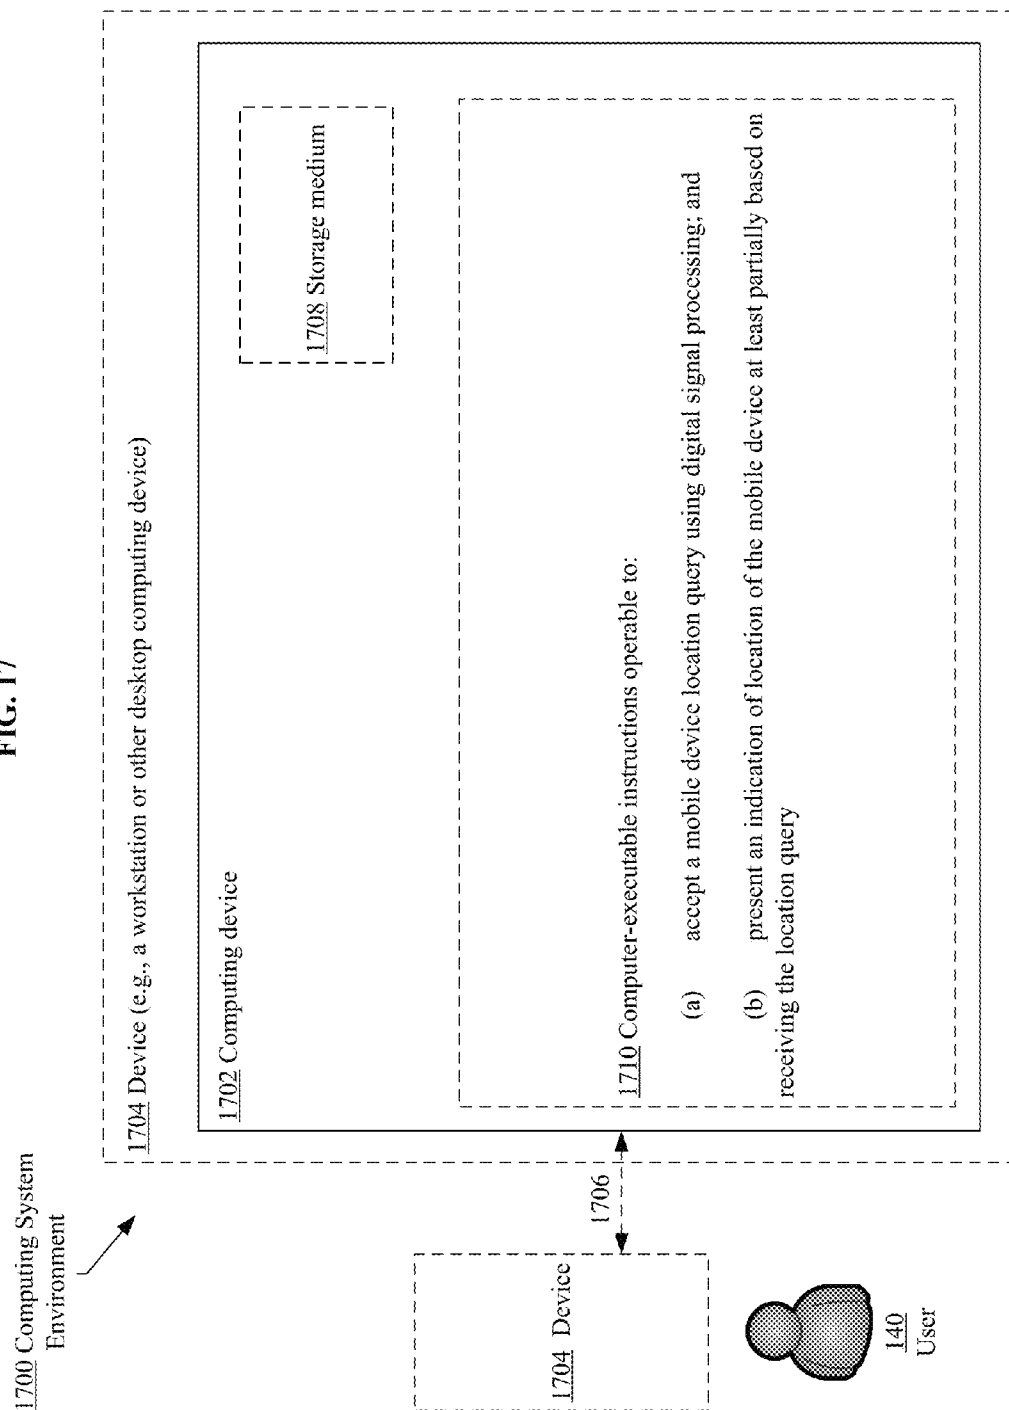 FIG. 17
1700 Computing System
Environment
1704 Device (e.g., a workstation or other desktop computing device)
1702 Computing device
1708 Storage medium
1710 Computer-executable instructions operable to:
(a) accept a mobile device location query using digital signal processing; and
(b) present an indication of location of the mobile device at least partially based on
receiving the location query
1706
1704 Device
140
User